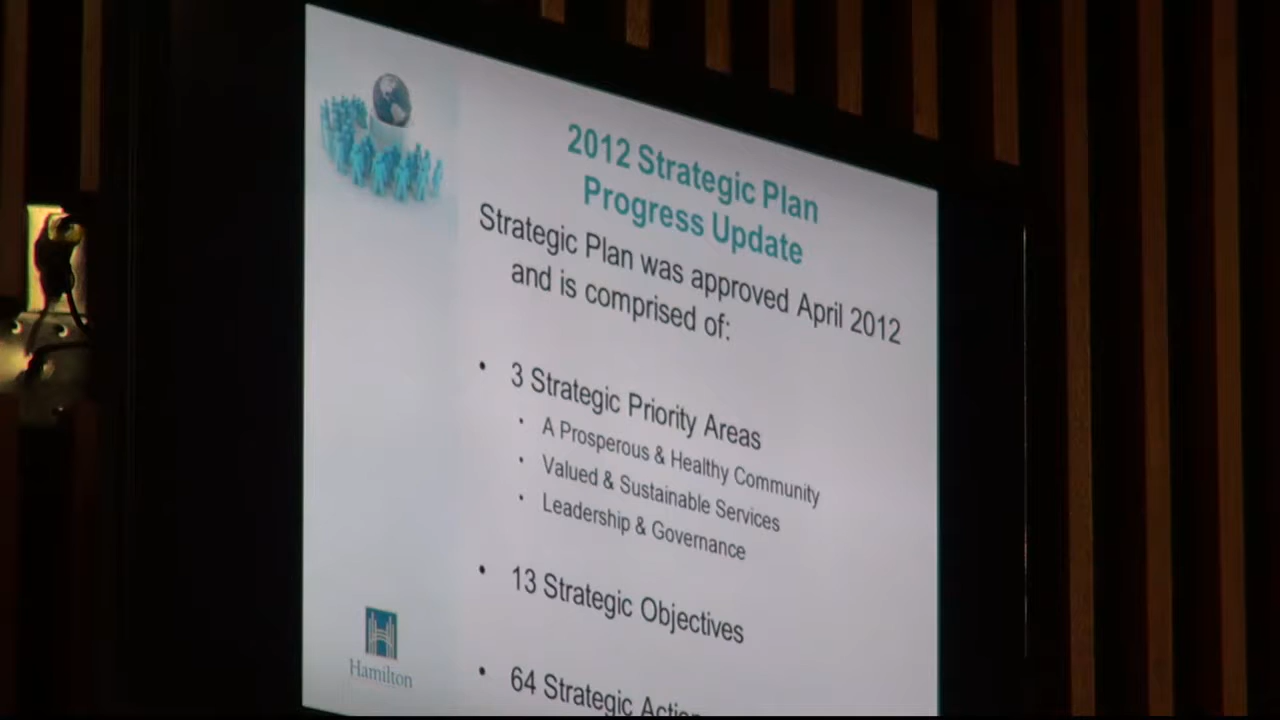 2012 Strategic Plan
Progress Update
Strategic Plan was approved April 2012
and is comprised of:
• 3 Strategic Priority Areas
• A Prosperous & Healthy Community
• Valued & Sustainable Services
• Leadership & Governance
• 13 Strategic Objectives
• 64 Strategic
Hamilton